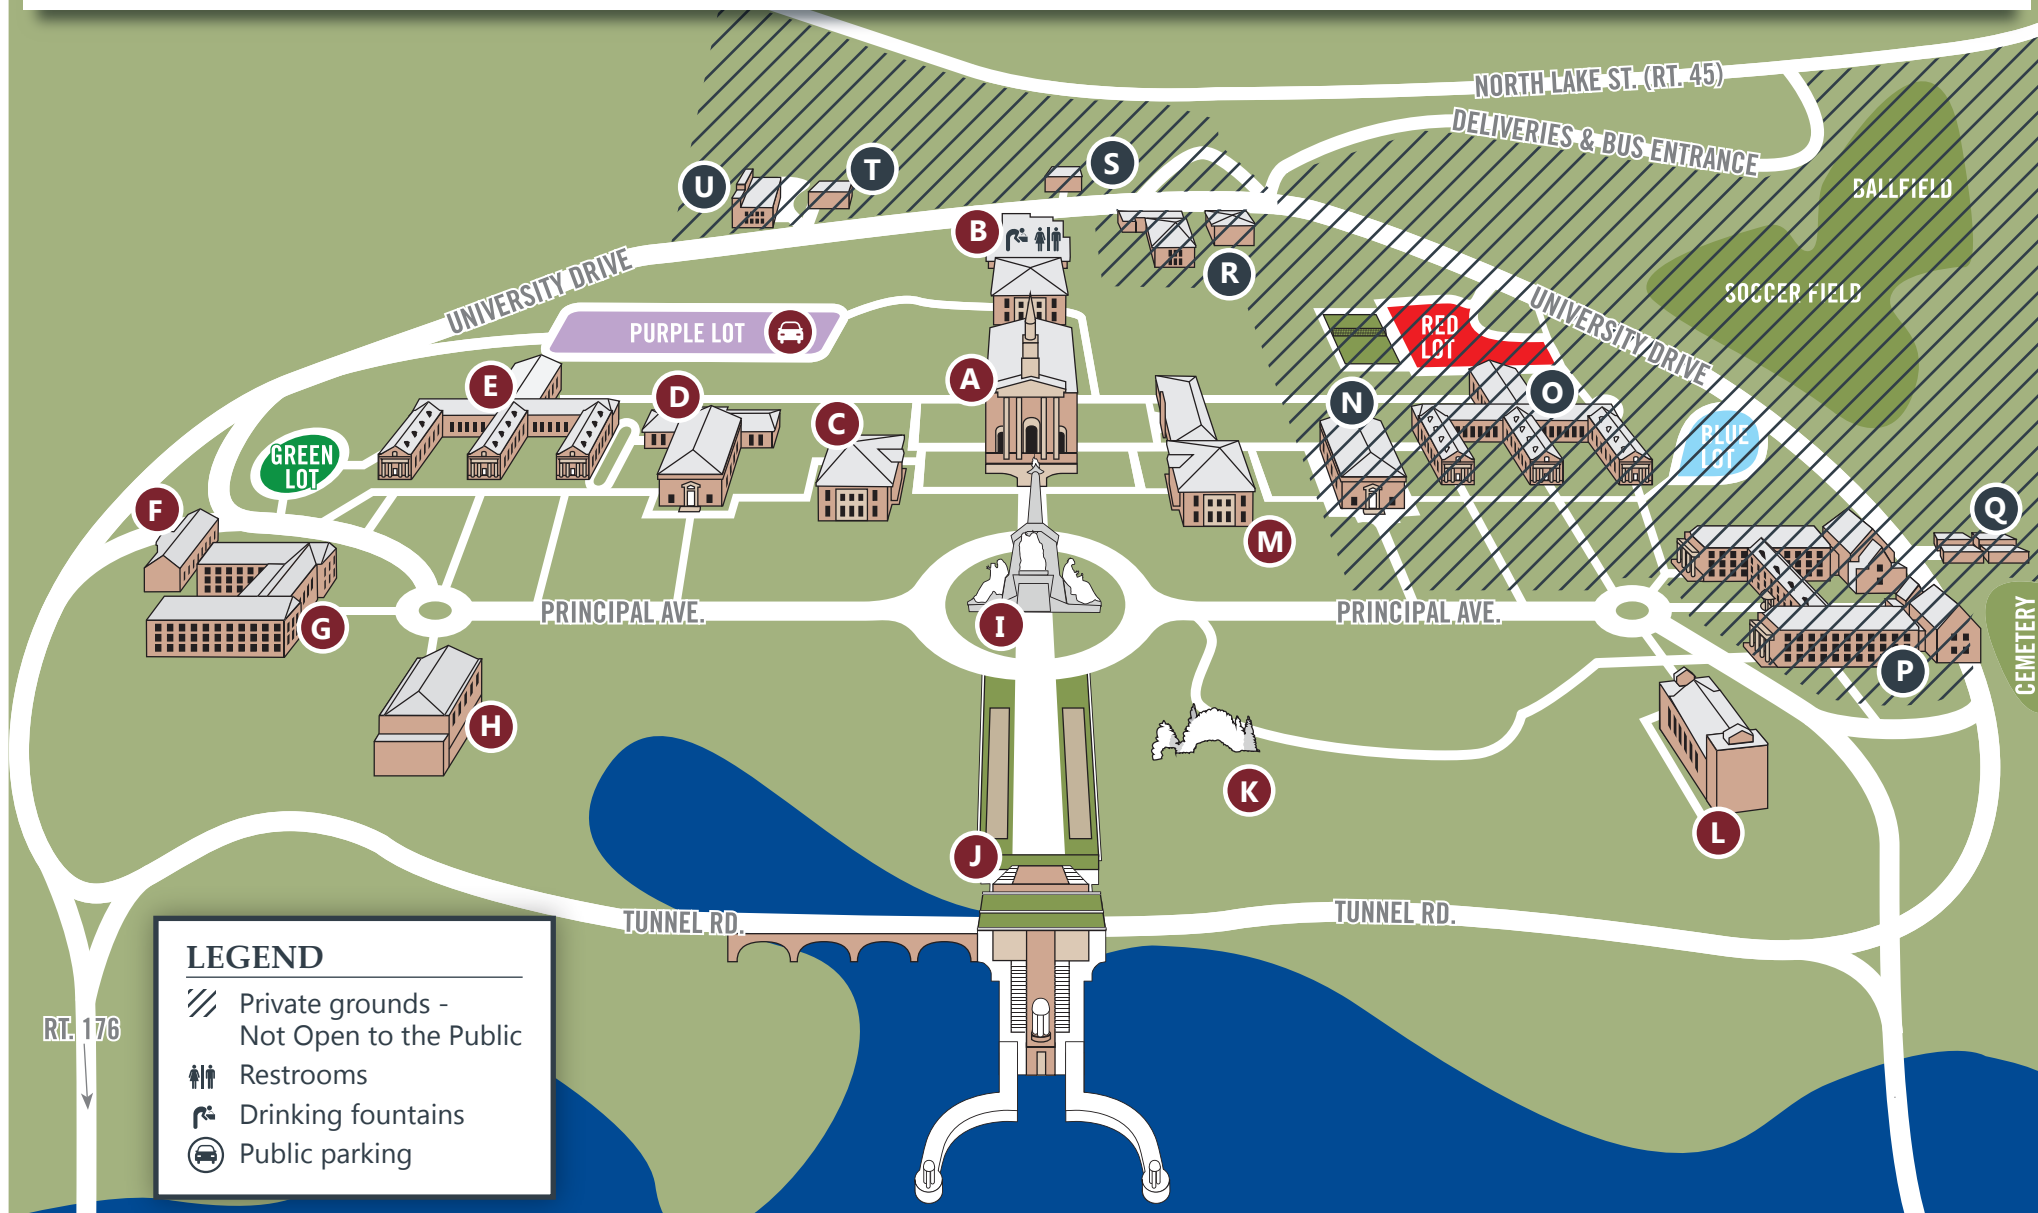 NORTH LAKE ST. (RT. 45)
DELIVERIES & BUS ENTRANCE
BALLFIELD
U
T
S
B
R
SOCCER FIELD
UNIVERSITY DRIVE
UNIVERSITY DRIVE
PURPLE LOT
RED
LOT
E
D
C
A
N
O
BLUE
LOT
GREEN
LOT
F
M
Q
G
PRINCIPAL AVE.
I
PRINCIPAL AVE.
CEMETERY
P
H
K
L
J
TUNNEL RD.
TUNNEL RD.
RT. 176
LEGEND
Private grounds -
Not Open to the Public
Restrooms
Drinking fountains
Public parking